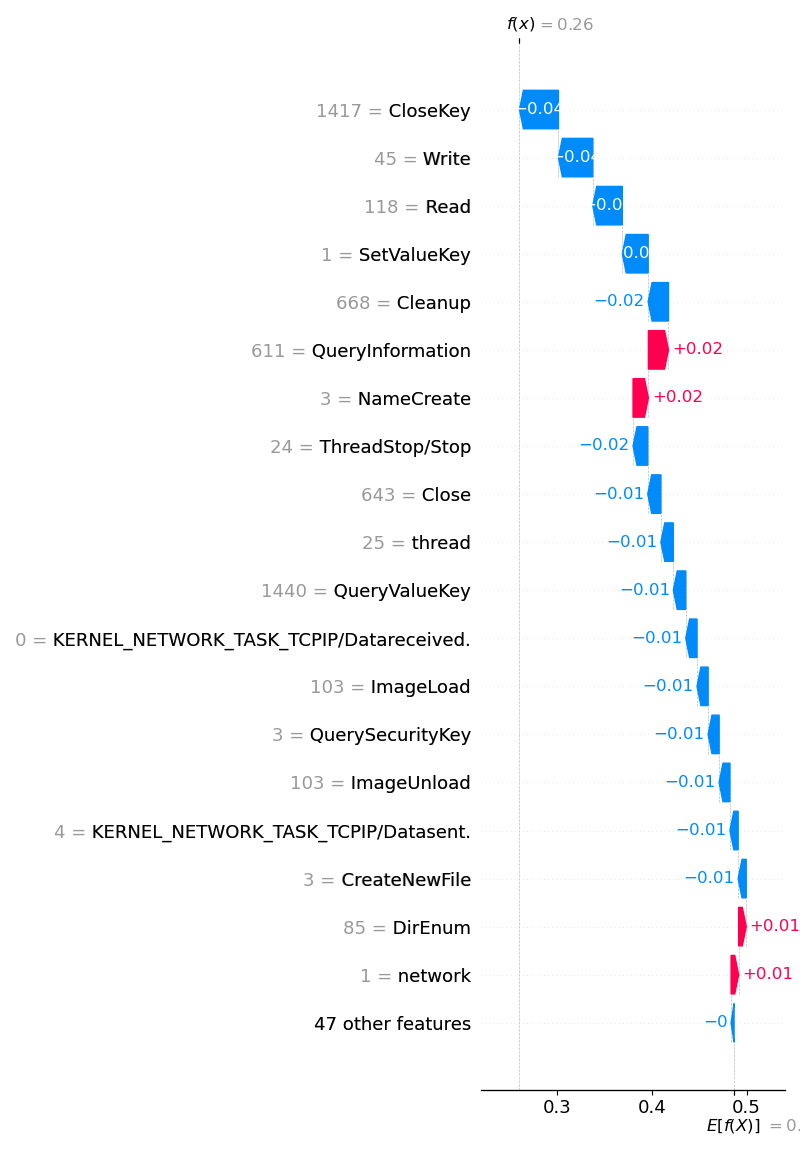 f(x) = 0.26
1417 = CloseKey −0.04
45 = Write −0.04
118 = Read
1 = SetValueKey
668 = Cleanup −0.02
611 = QueryInformation +0.02
3 = NameCreate +0.02
24 = ThreadStop/Stop −0.02
643 = Close −0.01
25 = thread −0.01
1440 = QueryValueKey −0.01
0 = KERNEL_NETWORK_TASK_TCPIP/Datareceived. −0.01
103 = ImageLoad −0.01
3 = QuerySecurityKey −0.01
103 = ImageUnload −0.01
4 = KERNEL_NETWORK_TASK_TCPIP/Datasent. −0.01
3 = CreateNewFile −0.01
85 = DirEnum +0.01
1 = network +0.01
47 other features −0
0.3 0.4 0.5
E[f(X)] = 0.